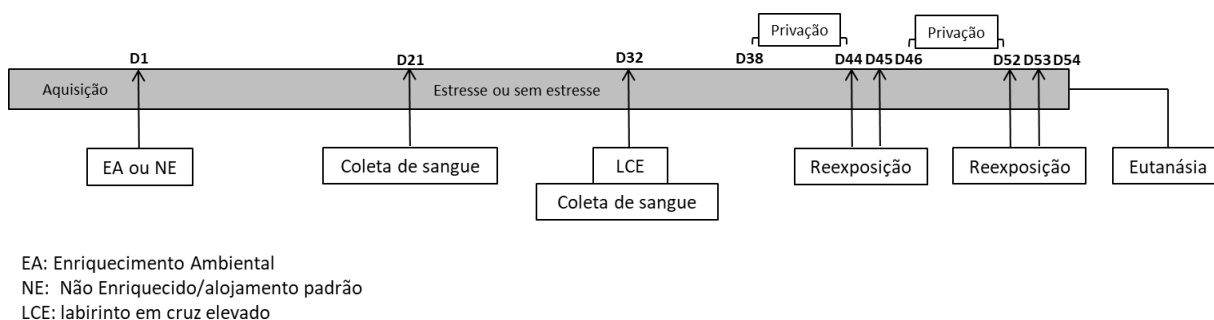 Privação
Privação
D1
D21
D32
D38
D44
D45
D46
D52
D53
D54
Aquisição
Estresse ou sem estresse
EA ou NE
Coleta de sangue
LCE
Coleta de sangue
Reexposição
Reexposição
Eutanásia
EA: Enriquecimento Ambiental
NE: Não Enriquecido/alojamento padrão
LCE: labirinto em cruz elevado